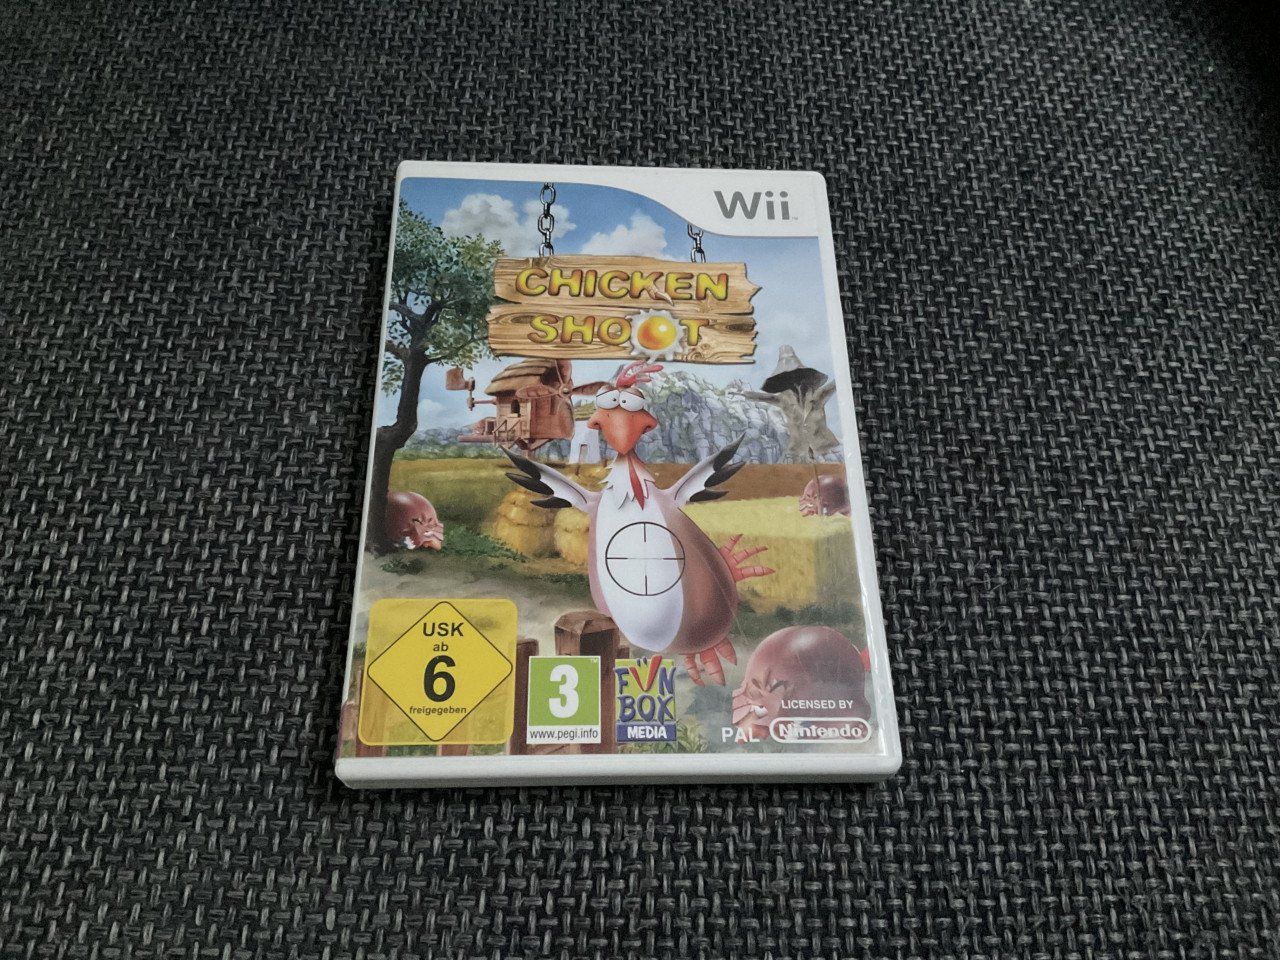 Wii
CHICKEN
SHOOT
USK
ab
6
freigegeben
3
www.pegi.info
FUN
BOX
MEDIA
PAL
LICENSED BY
Nintendo